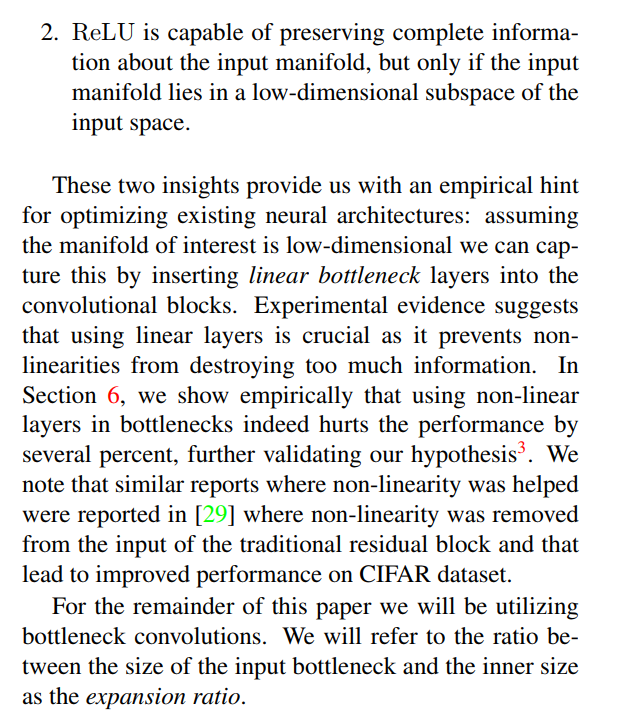 2. ReLU is capable of preserving complete informa-
tion about the input manifold, but only if the input
manifold lies in a low-dimensional subspace of the
input space.
These two insights provide us with an empirical hint
for optimizing existing neural architectures: assuming
the manifold of interest is low-dimensional we can cap-
ture this by inserting linear bottleneck layers into the
convolutional blocks. Experimental evidence suggests
that using linear layers is crucial as it prevents non-
linearities from destroying too much information. In
Section 6, we show empirically that using non-linear
layers in bottlenecks indeed hurts the performance by
several percent, further validating our hypothesis³. We
note that similar reports where non-linearity was helped
were reported in [29] where non-linearity was removed
from the input of the traditional residual block and that
lead to improved performance on CIFAR dataset.
For the remainder of this paper we will be utilizing
bottleneck convolutions. We will refer to the ratio be-
tween the size of the input bottleneck and the inner size
as the expansion ratio.